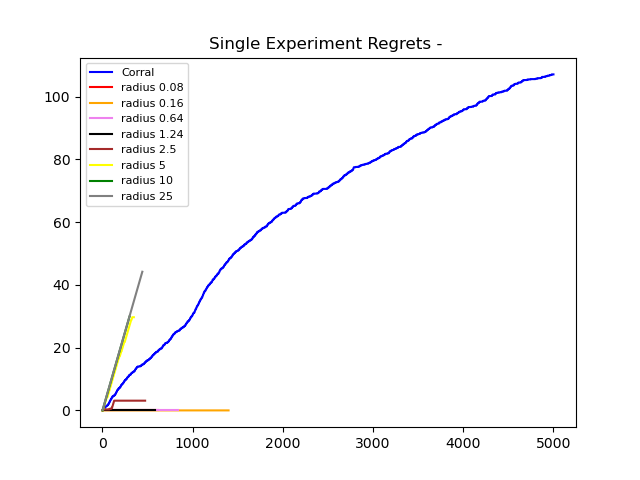 Single Experiment Regrets -
Corral
radius 0.08
radius 0.16
radius 0.64
radius 1.24
radius 2.5
radius 5
radius 10
radius 25
100
80
60
40
20
0
0 1000 2000 3000 4000 5000